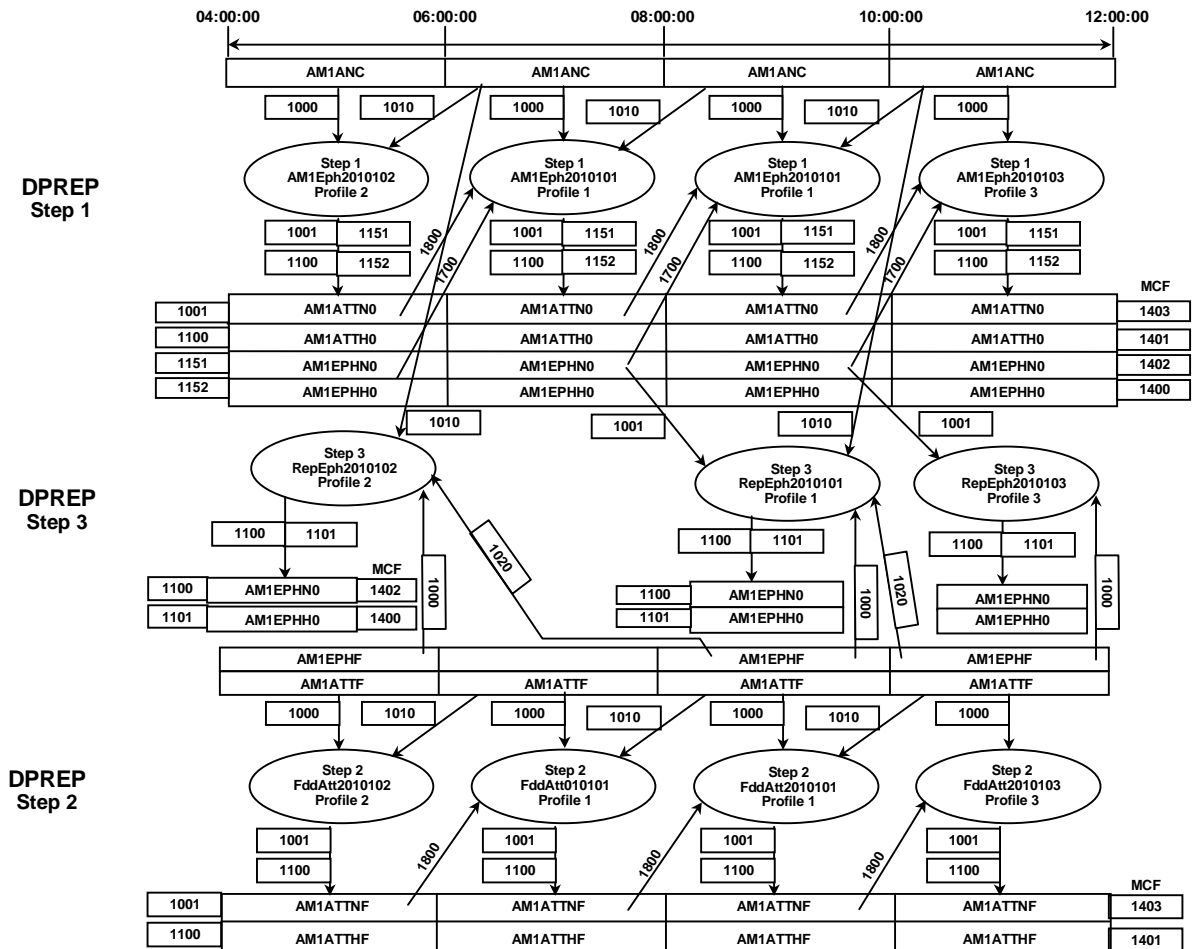 04:00:00 06:00:00 08:00:00 10:00:00 12:00:00
AM1ANC AM1ANC AM1ANC AM1ANC
1000 1010 1000 1010 1000 1010 1000
DPREP
Step 1
Step 1
AM1Eph2010102
Profile 2
Step 1
AM1Eph2010101
Profile 1
Step 1
AM1Eph2010101
Profile 1
Step 1
AM1Eph2010103
Profile 3
1001 1151 1800 1001 1151 1800 1001 1151 1800 1001 1151
1100 1152 1700 1100 1152 1700 1100 1152 1700 1100 1152
MCF
1001 AM1ATTN0 AM1ATTN0 AM1ATTN0 AM1ATTN0 1403
1100 AM1ATTH0 AM1ATTH0 AM1ATTH0 AM1ATTH0 1401
1151 AM1EPHN0 AM1EPHN0 AM1EPHN0 AM1EPHN0 1402
1152 AM1EPHH0 AM1EPHH0 AM1EPHH0 AM1EPHH0 1400
1010 1001 1010 1001
DPREP
Step 3
Step 3
RepEph2010102
Profile 2
Step 3
RepEph2010101
Profile 1
Step 3
RepEph2010103
Profile 3
1100 1101 1020 1100 1101 1100 1101
MCF
1100 AM1EPHN0 1402 1000 1100 AM1EPHN0 1000 1020 AM1EPHN0 1000
1101 AM1EPHH0 1400 1101 AM1EPHH0 AM1EPHH0
AM1EPHF AM1EPHF AM1EPHF
AM1ATTF AM1ATTF AM1ATTF AM1ATTF
1000 1010 1000 1010 1000 1010 1000
DPREP
Step 2
Step 2
FddAtt2010102
Profile 2
Step 2
FddAtt010101
Profile 1
Step 2
FddAtt2010101
Profile 1
Step 2
FddAtt2010103
Profile 3
1001 1800 1001 1800 1001 1800 1001
1100 1100 1100 1100
MCF
1001 AM1ATTNF AM1ATTNF AM1ATTNF AM1ATTNF 1403
1100 AM1ATTHF AM1ATTHF AM1ATTHF AM1ATTHF 1401